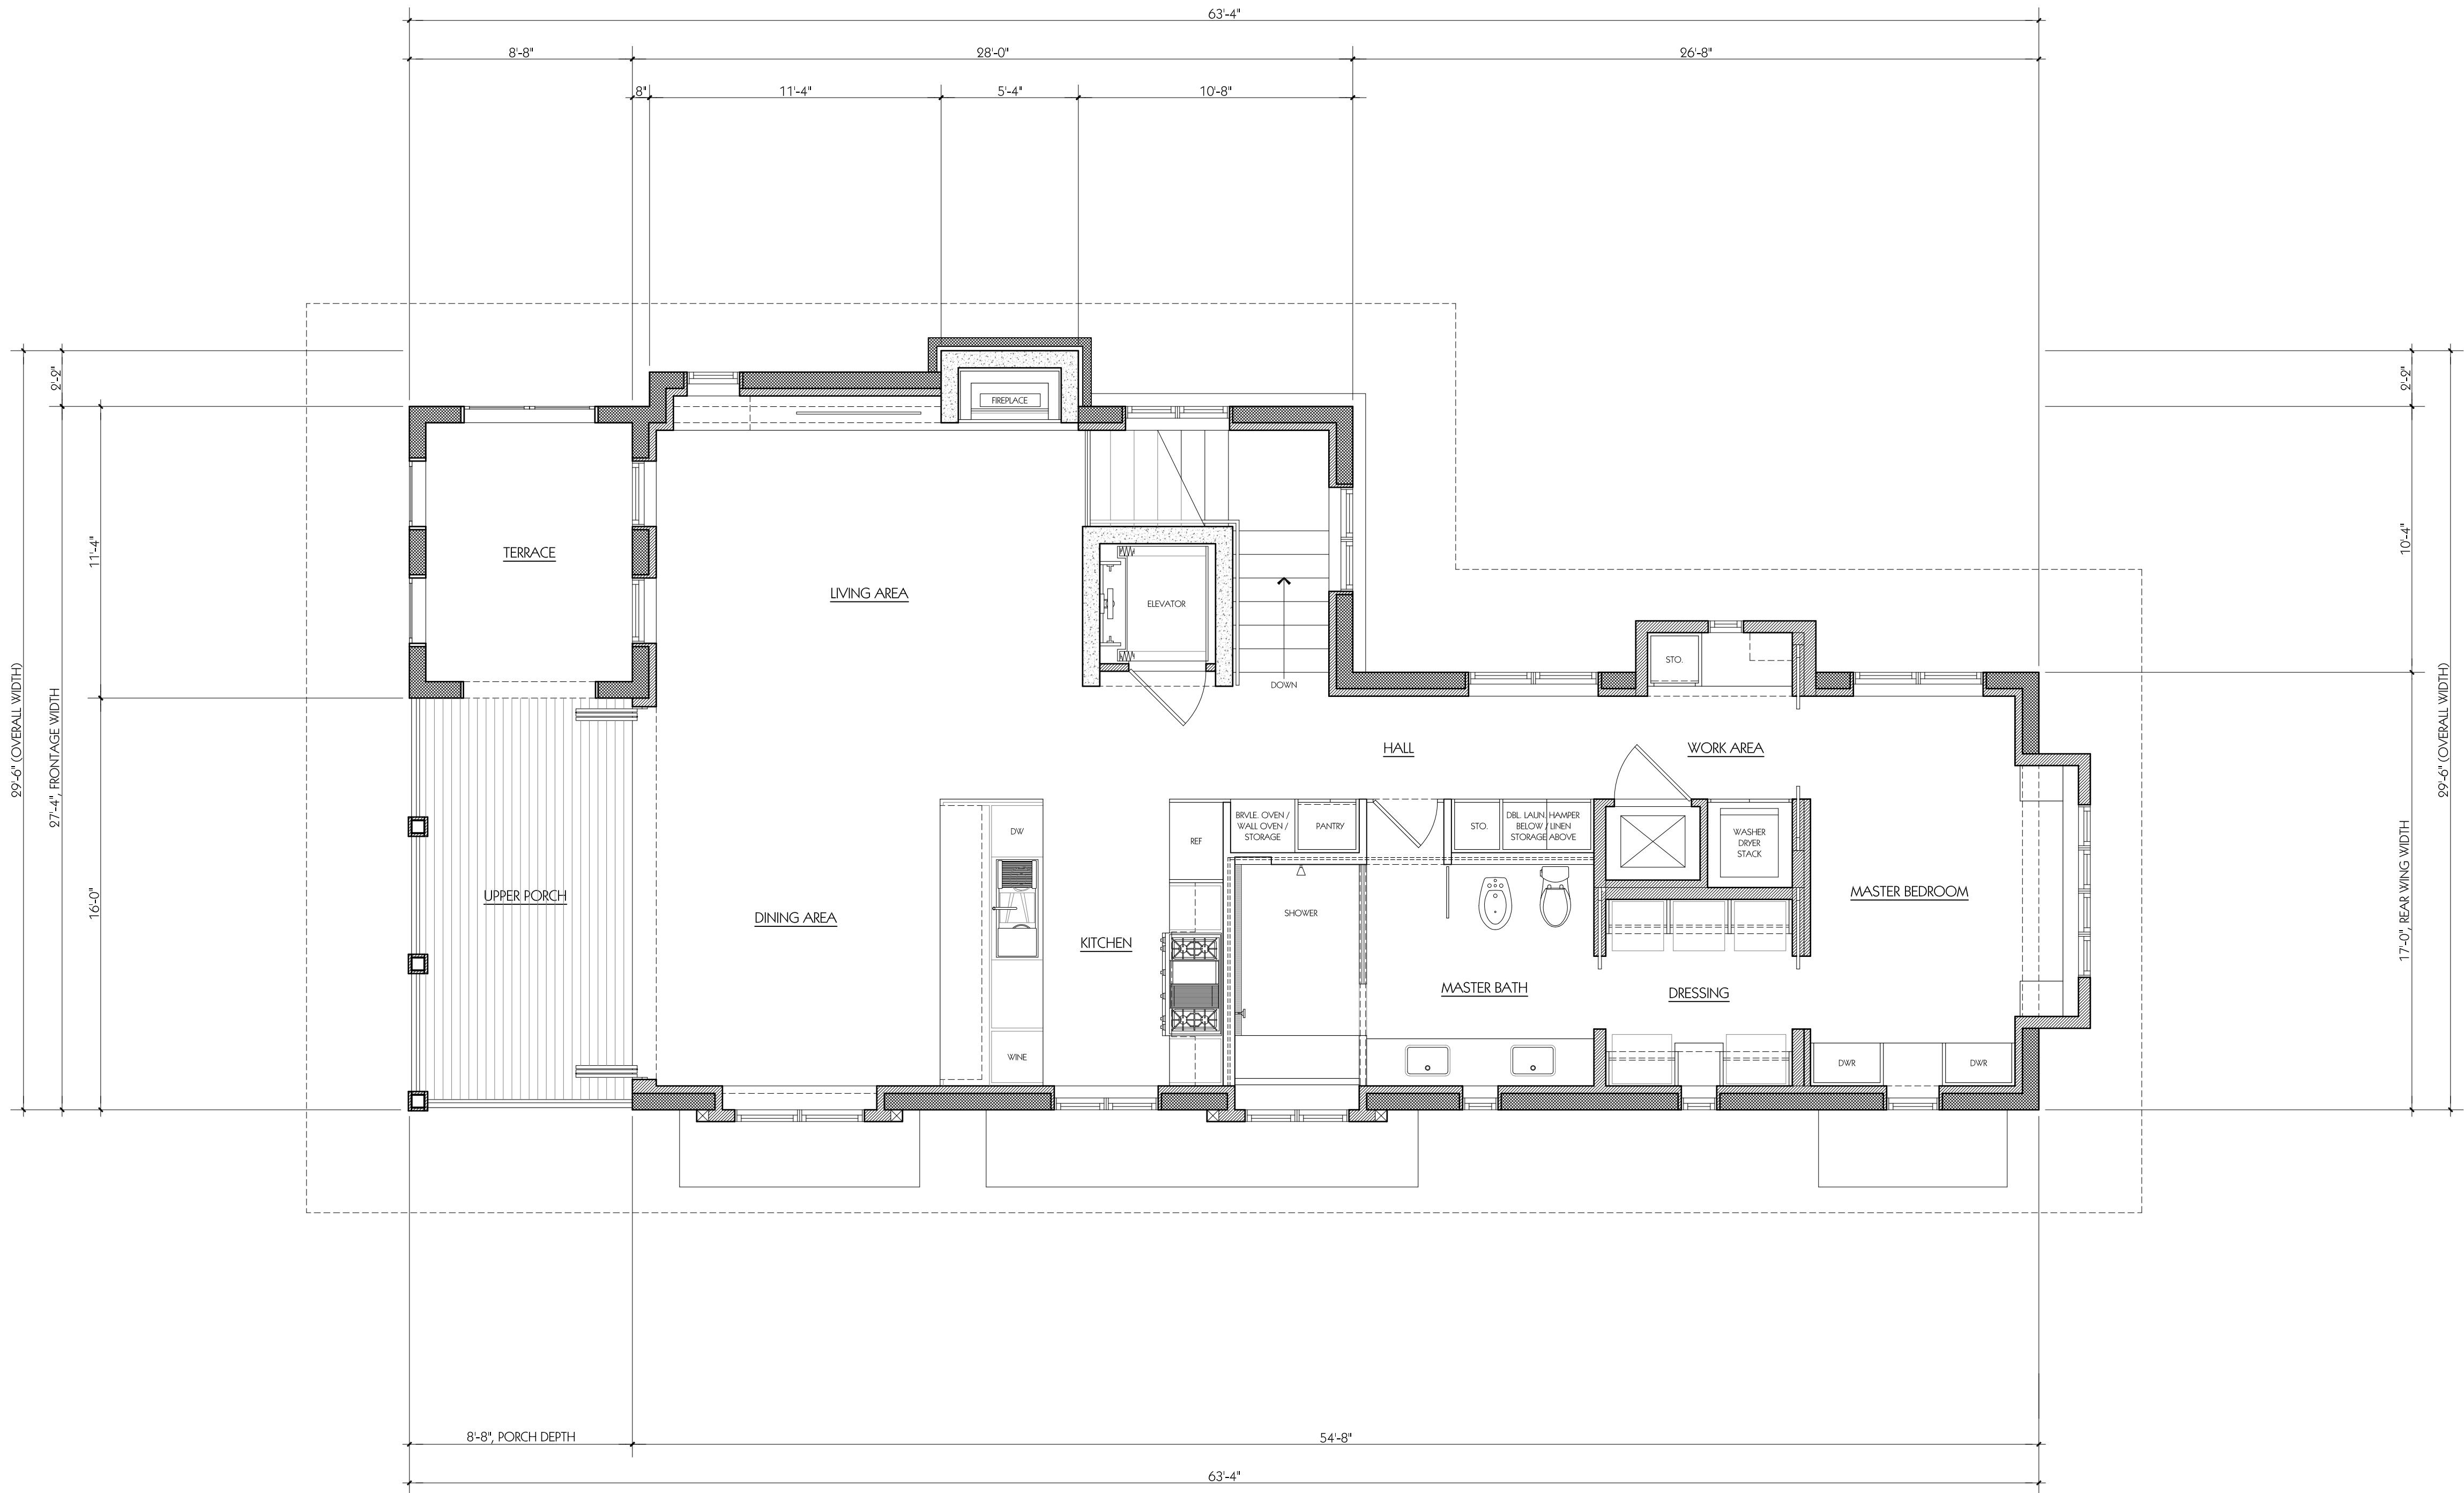 63'-4"
8'-8"
28'-0"
26'-8"
8"
11'-4"
5'-4"
10'-8"
2'-2"
2'-2"
FIREPLACE
11'-4"
TERRACE
LIVING AREA
ELEVATOR
10'-4"
DOWN
STO.
29'-6" (OVERALL WIDTH)
27'-4", FRONTAGE WIDTH
HALL
WORK AREA
29'-6" (OVERALL WIDTH)
DW
REF
BRVLE. OVEN /
WALL OVEN /
STORAGE
PANTRY
STO.
DBL. LAUN. HAMPER
BELOW / LINEN
STORAGE ABOVE
WASHER
DRYER
STACK
16'-0"
UPPER PORCH
DINING AREA
KITCHEN
SHOWER
MASTER BATH
DRESSING
MASTER BEDROOM
17'-0", REAR WING WIDTH
WINE
DWR
DWR
8'-8", PORCH DEPTH
54'-8"
63'-4"